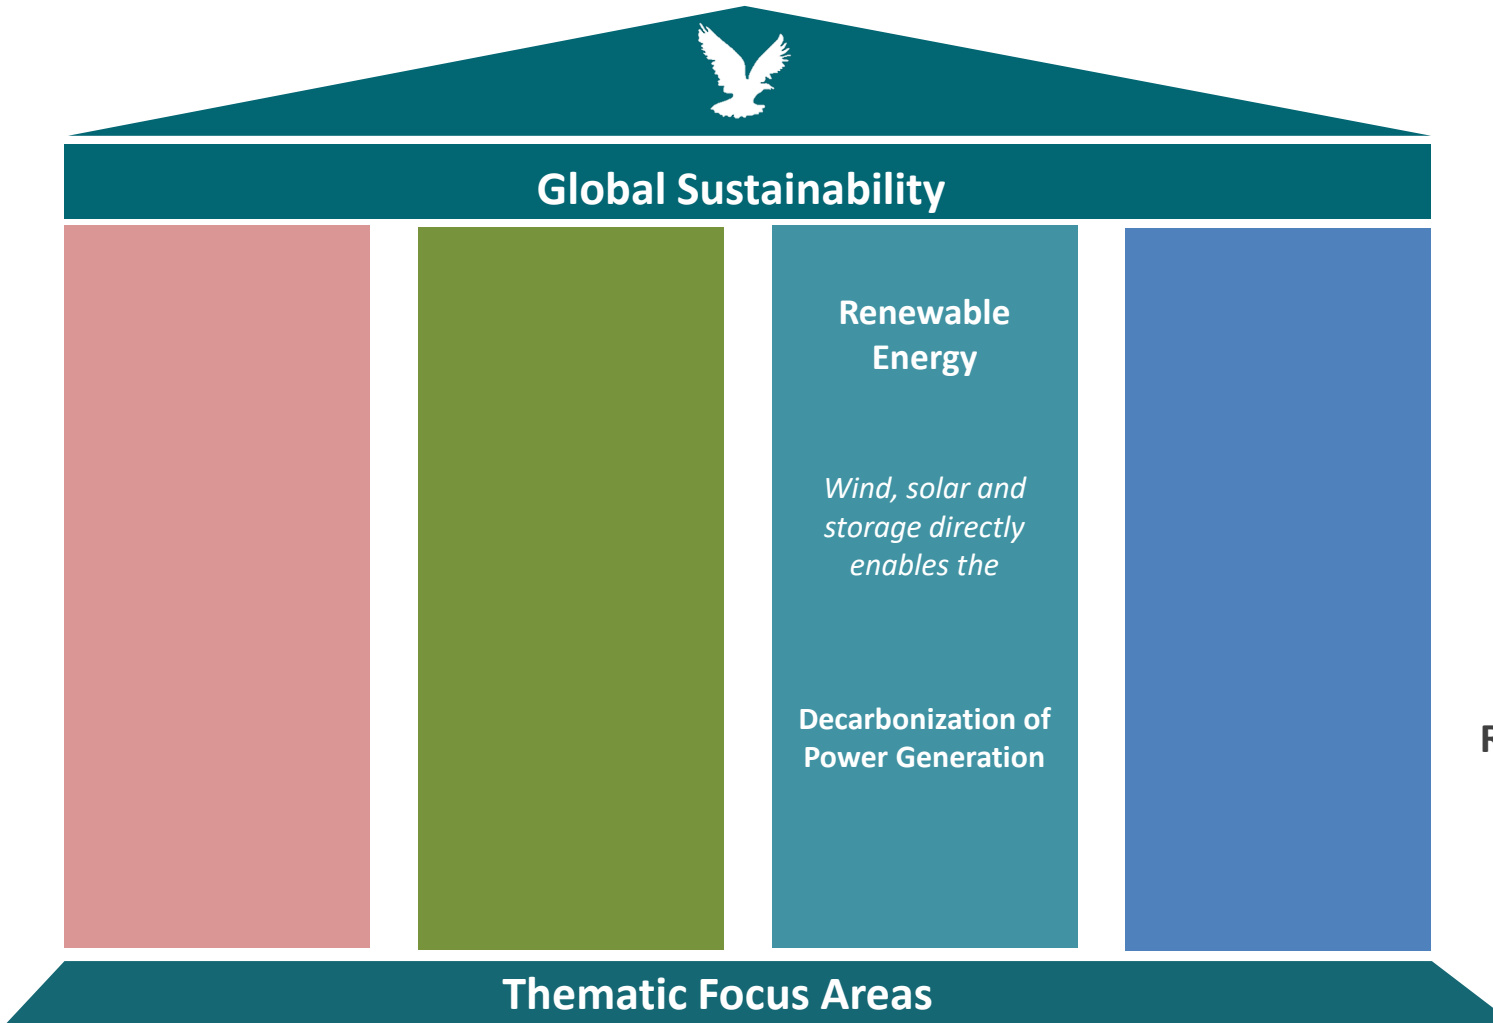 Global Sustainability
Renewable
Energy
Wind, solar and
storage directly
enables the
Decarbonization of
Power Generation
R
Thematic Focus Areas